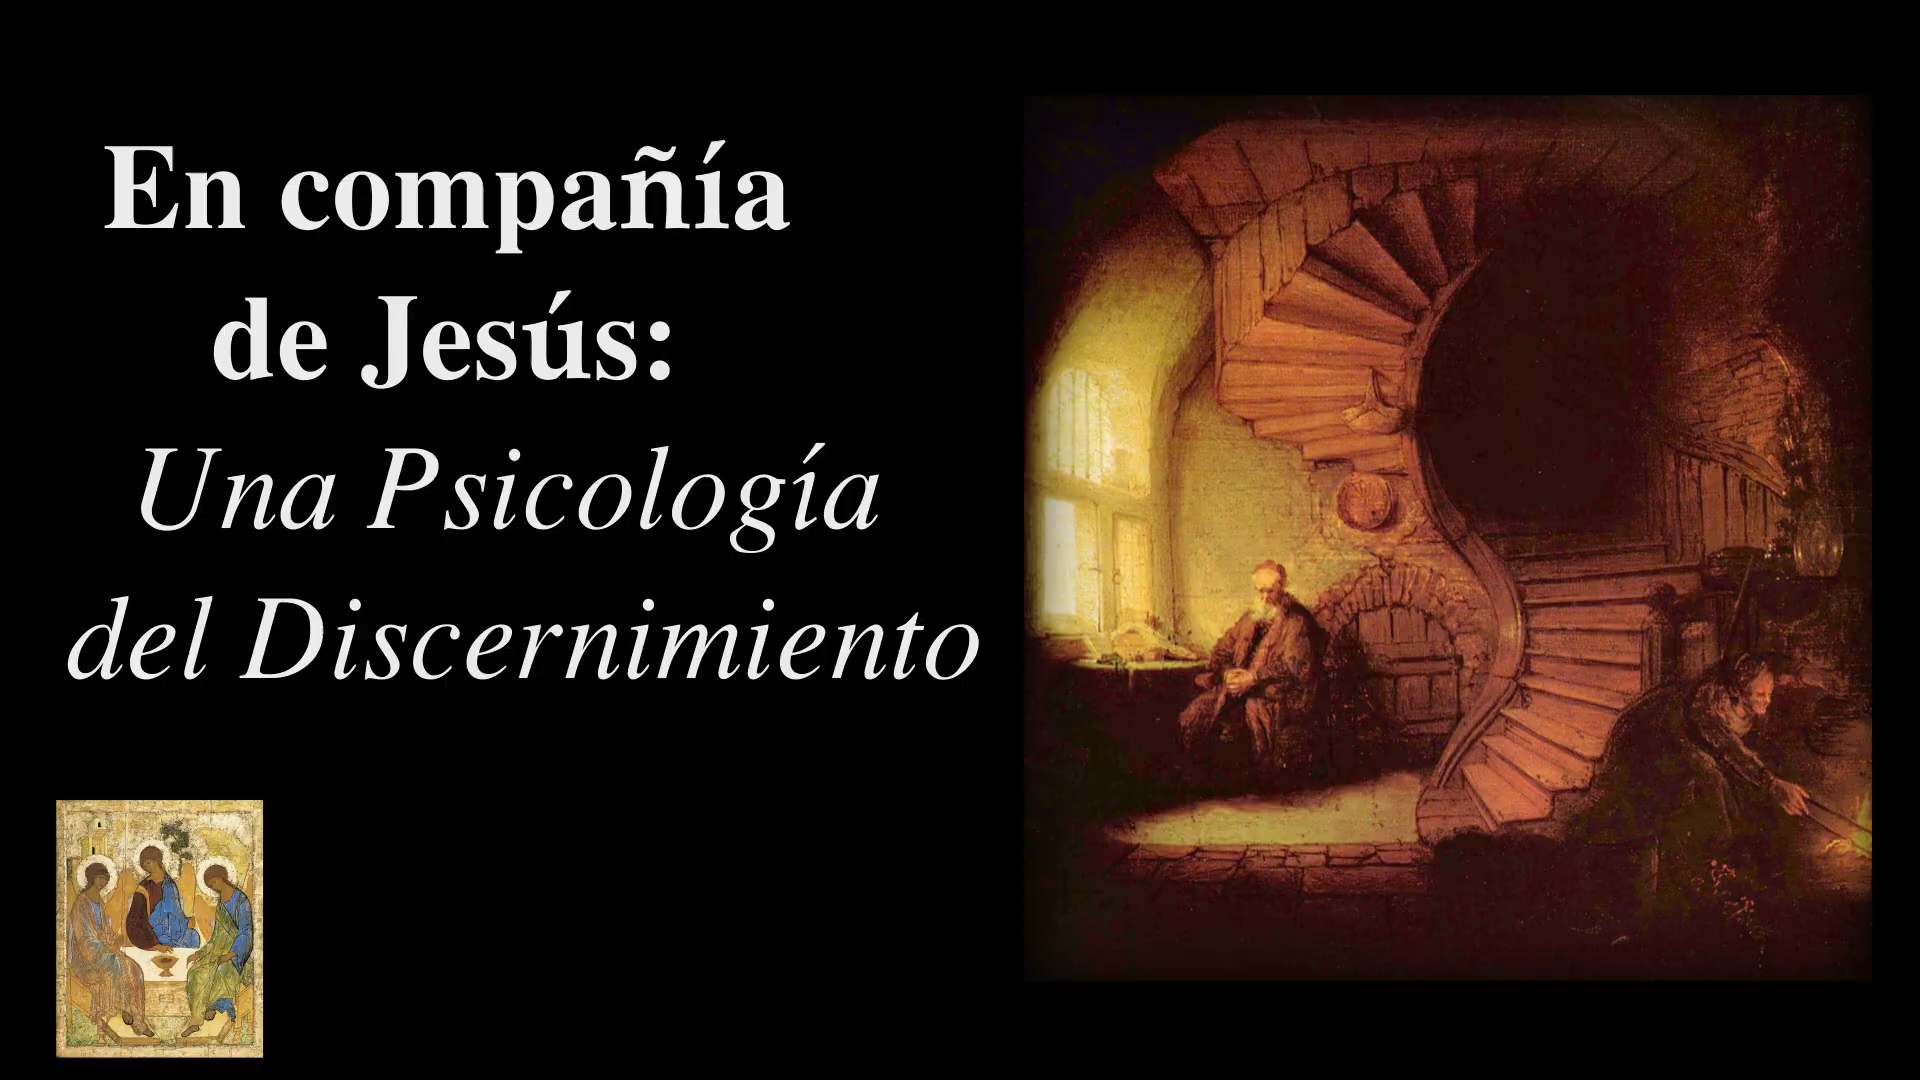 En compañía
de Jesús:
Una Psicología
del Discernimiento